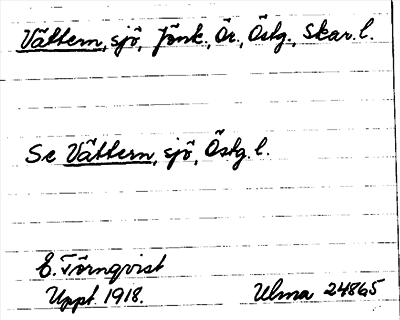 Vättern, sjö, Jönk., Ör., Östg., Skar. l.
Se Vättern, sjö, Östg. l.
E. Törnqvist
Uppt 1918. Ulma 24865